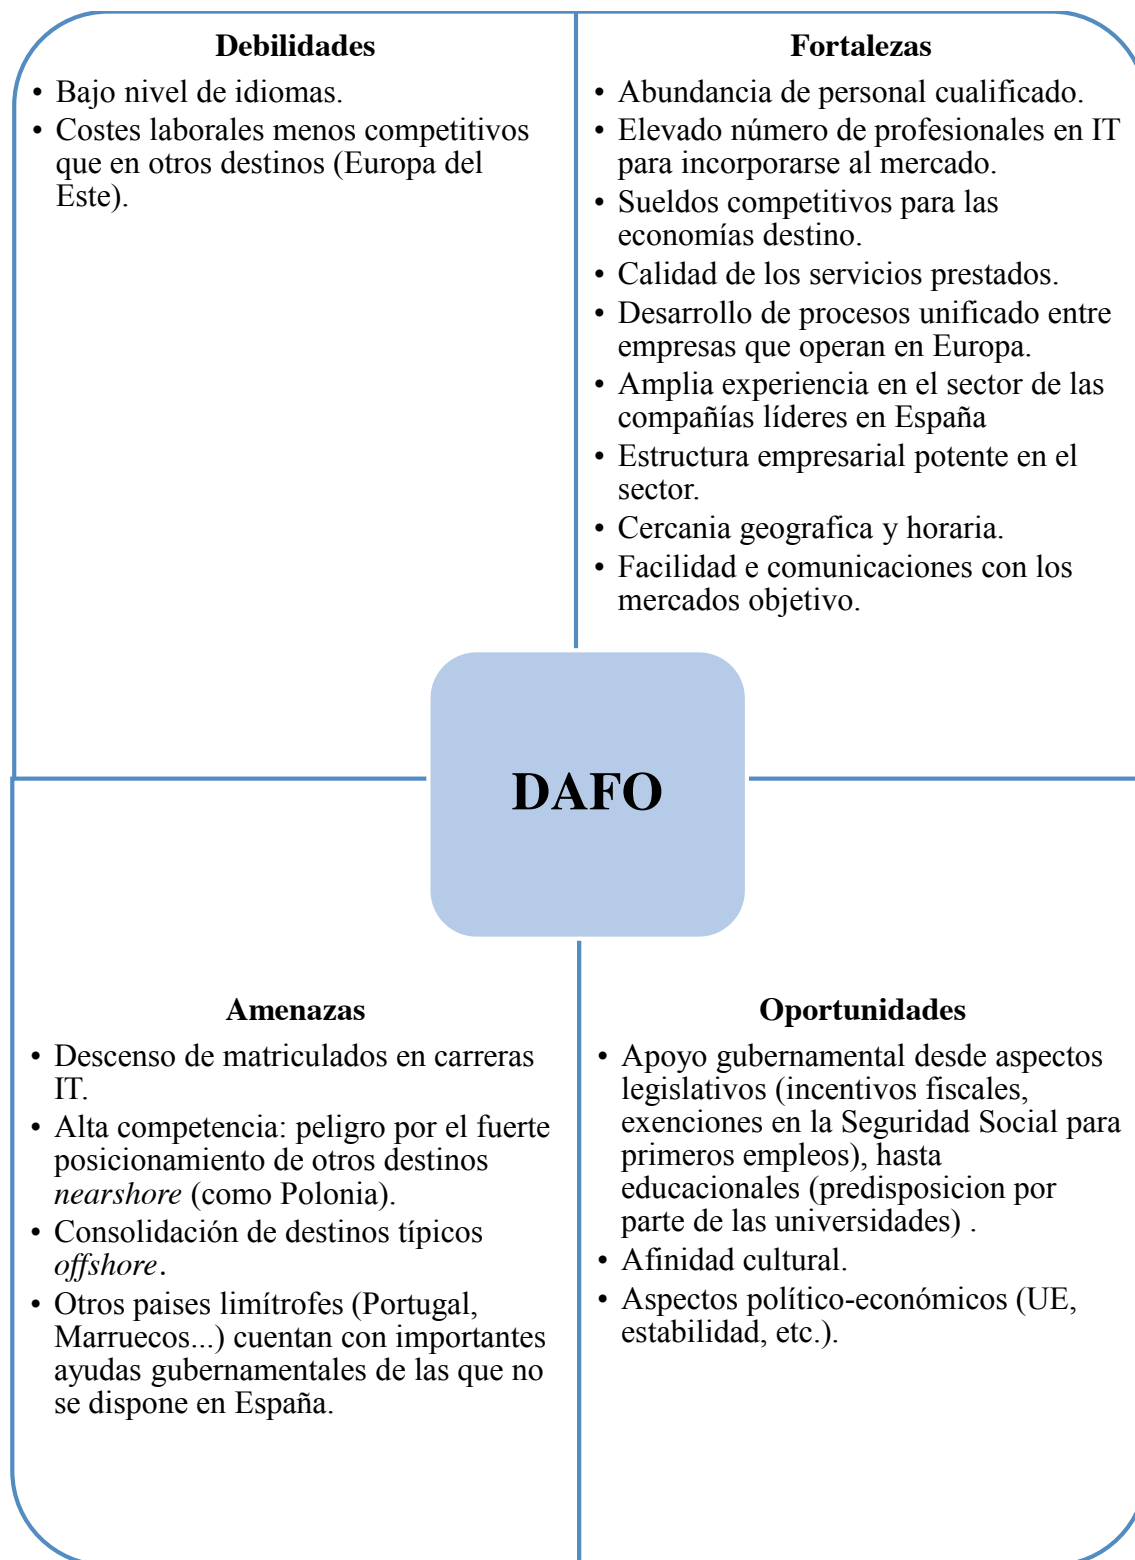 Debilidades
• Bajo nivel de idiomas.
• Costes laborales menos competitivos
que en otros destinos (Europa del
Este).
Fortalezas
• Abundancia de personal cualificado.
• Elevado número de profesionales en IT
para incorporarse al mercado.
• Sueldos competitivos para las
economías destino.
• Calidad de los servicios prestados.
• Desarrollo de procesos unificado entre
empresas que operan en Europa.
• Amplia experiencia en el sector de las
compañías líderes en España
• Estructura empresarial potente en el
sector.
• Cercania geografica y horaria.
• Facilidad e comunicaciones con los
mercados objetivo.
DAFO
Amenazas
• Descenso de matriculados en carreras
IT.
• Alta competencia: peligro por el fuerte
posicionamiento de otros destinos
nearshore (como Polonia).
• Consolidación de destinos típicos
offshore.
• Otros paises limítrofes (Portugal,
Marruecos...) cuentan con importantes
ayudas gubernamentales de las que no
se dispone en España.
Oportunidades
• Apoyo gubernamental desde aspectos
legislativos (incentivos fiscales,
exenciones en la Seguridad Social para
primeros empleos), hasta
educacionales (predisposicion por
parte de las universidades) .
• Afinidad cultural.
• Aspectos político-económicos (UE,
estabilidad, etc.).